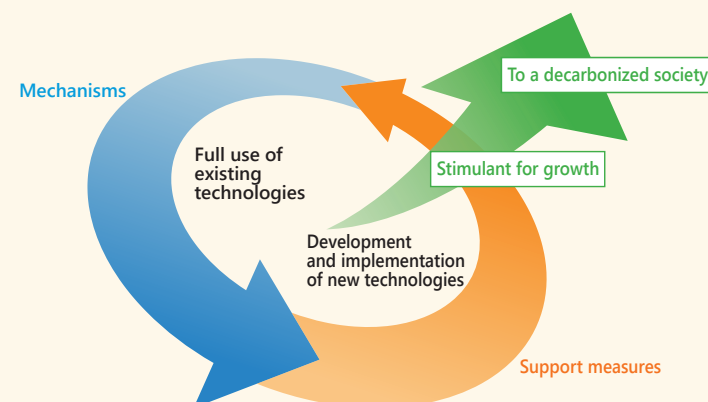 Mechanisms
To a decarbonized society
Full use of
existing
technologies
Stimulant for growth
Development
and implementation
of new technologies
Support measures